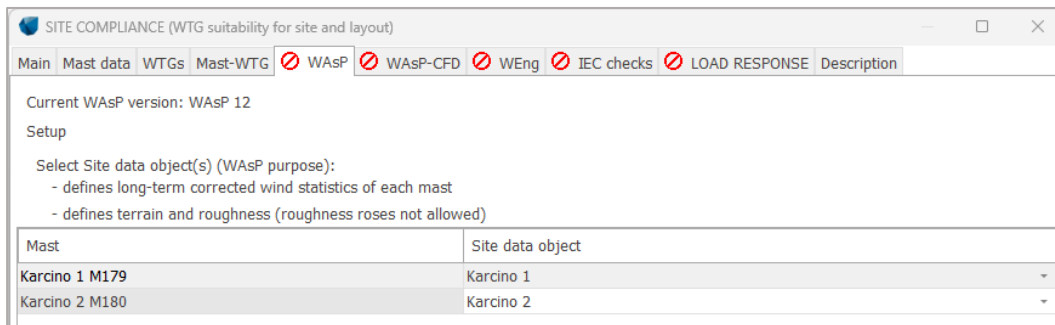 SITE COMPLIANCE (WTG suitability for site and layout)
Main Mast data WTGs Mast-WTG WAsP WAsP-CFD WEng IEC checks LOAD RESPONSE Description
Current WAsP version: WAsP 12
Setup
Select Site data object(s) (WAsP purpose):
- defines long-term corrected wind statistics of each mast
- defines terrain and roughness (roughness roses not allowed)
Mast Site data object
Karcino 1 M179 Karcino 1
Karcino 2 M180 Karcino 2